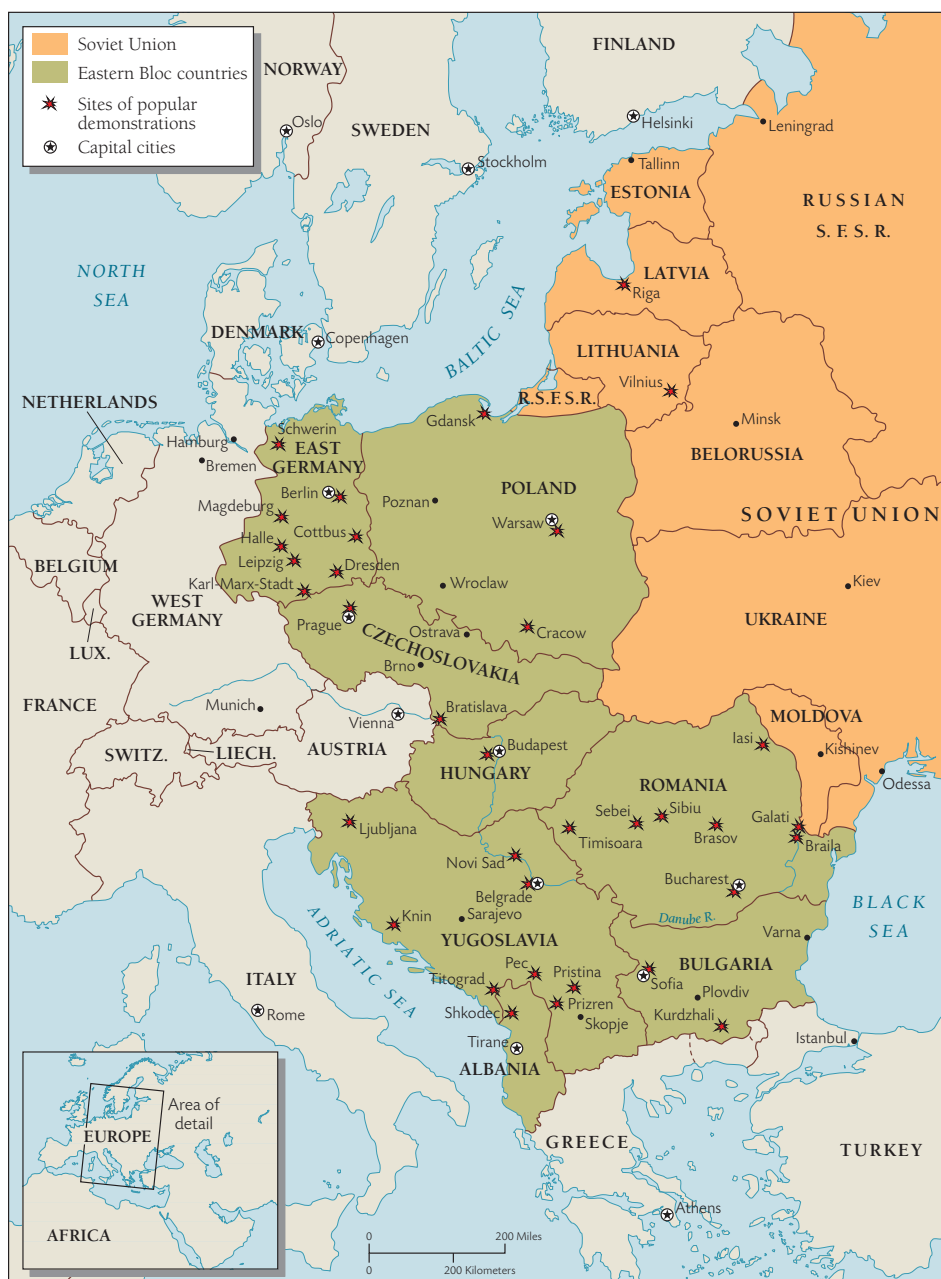 Soviet Union
Eastern Bloc countries
Sites of popular
demonstrations
Capital cities
FINLAND
NORWAY
Oslo
SWEDEN
Helsinki
Leningrad
Stockholm
Tallinn
ESTONIA
RUSSIAN
S. F. S. R.
NORTH
SEA
LATVIA
Riga
BALTIC SEA
DENMARK
Copenhagen
LITHUANIA
Vilnius
R.S.F.S.R.
NETHERLANDS
Gdansk
Minsk
Schwerin
Hamburg
EAST
GERMANY
Bremen
BELORUSSIA
Berlin
Poznan
POLAND
Magdeburg
Warsaw
SOVIET UNION
Cottbus
Halle
Leipzig
Dresden
BELGIUM
Karl-Marx-Stadt
Wroclaw
Kiev
WEST
GERMANY
UKRAINE
Prague
Ostrava
Cracow
LUX.
CZECHOSLOVAKIA
Brno
FRANCE
Munich
Vienna
Bratislava
MOLDOVA
Iasi
SWITZ.
LIECH.
AUSTRIA
Budapest
Kishinev
HUNGARY
ROMANIA
Odessa
Sebei
Sibiu
Galati
Ljubljana
Timisoara
Brasov
Braila
Novi Sad
Bucharest
Belgrade
BLACK
SEA
Knin
Sarajevo
Danube R.
ADRIATIC SEA
YUGOSLAVIA
Varna
Pec
Pristina
BULGARIA
ITALY
Titograd
Sofia
Plovdiv
Prizren
Rome
Shkodec
Skopje
Kurdzhali
Tirane
Istanbul
ALBANIA
Area of
detail
EUROPE
GREECE
TURKEY
Athens
AFRICA
0 200 Miles
0 200 Kilometers